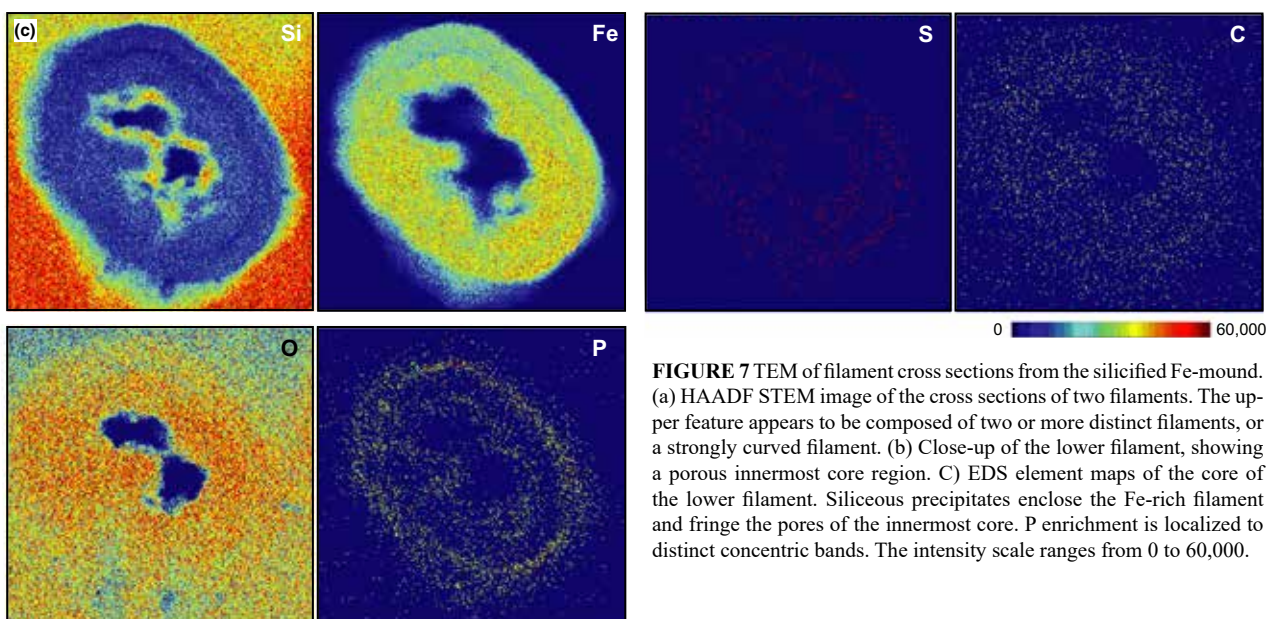 (c)
Si
Fe
S
C
O
P
0
60,000
FIGURE 7 TEM of filament cross sections from the silicified Fe-mound.
(a) HAADF STEM image of the cross sections of two filaments. The up-
per feature appears to be composed of two or more distinct filaments, or
a strongly curved filament. (b) Close-up of the lower filament, showing
a porous innermost core region. C) EDS element maps of the core of
the lower filament. Siliceous precipitates enclose the Fe-rich filament
and fringe the pores of the innermost core. P enrichment is localized to
distinct concentric bands. The intensity scale ranges from 0 to 60,000.